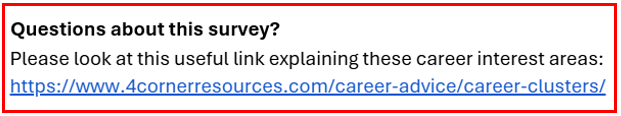 Questions about this survey?
Please look at this useful link explaining these career interest areas:
https://www.4cornerresources.com/career-advice/career-clusters/